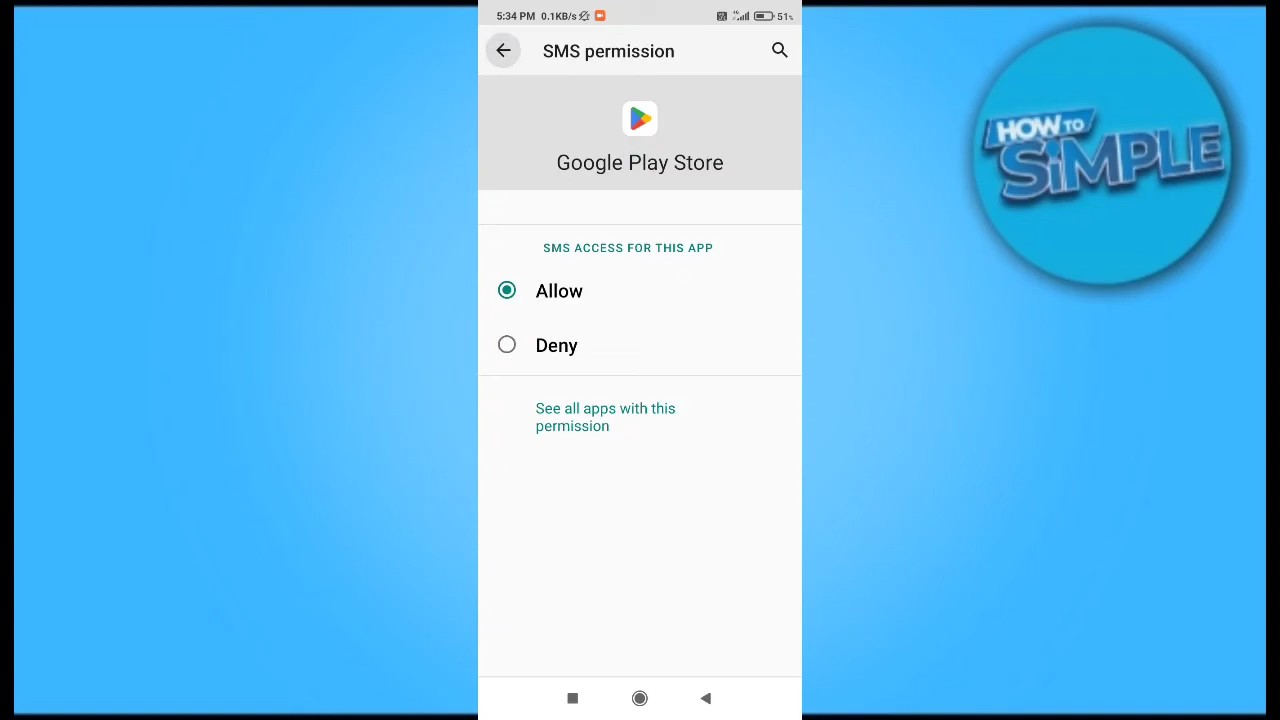 5:34 PM 0.1KB/s 51%
SMS permission
Google Play Store
SMS ACCESS FOR THIS APP
Allow
Deny
See all apps with this
permission
HOW TO
SiMPLE